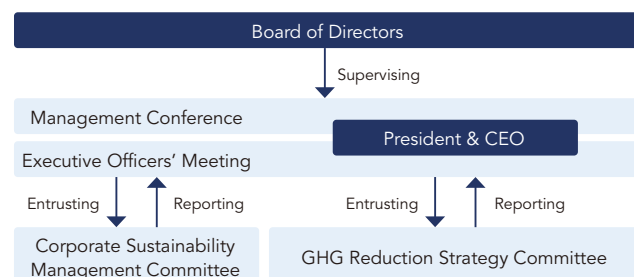 Board of Directors
Supervising
Management Conference
President & CEO
Executive Officers’ Meeting
Entrusting
Reporting
Entrusting
Reporting
Corporate Sustainability
Management Committee
GHG Reduction Strategy Committee